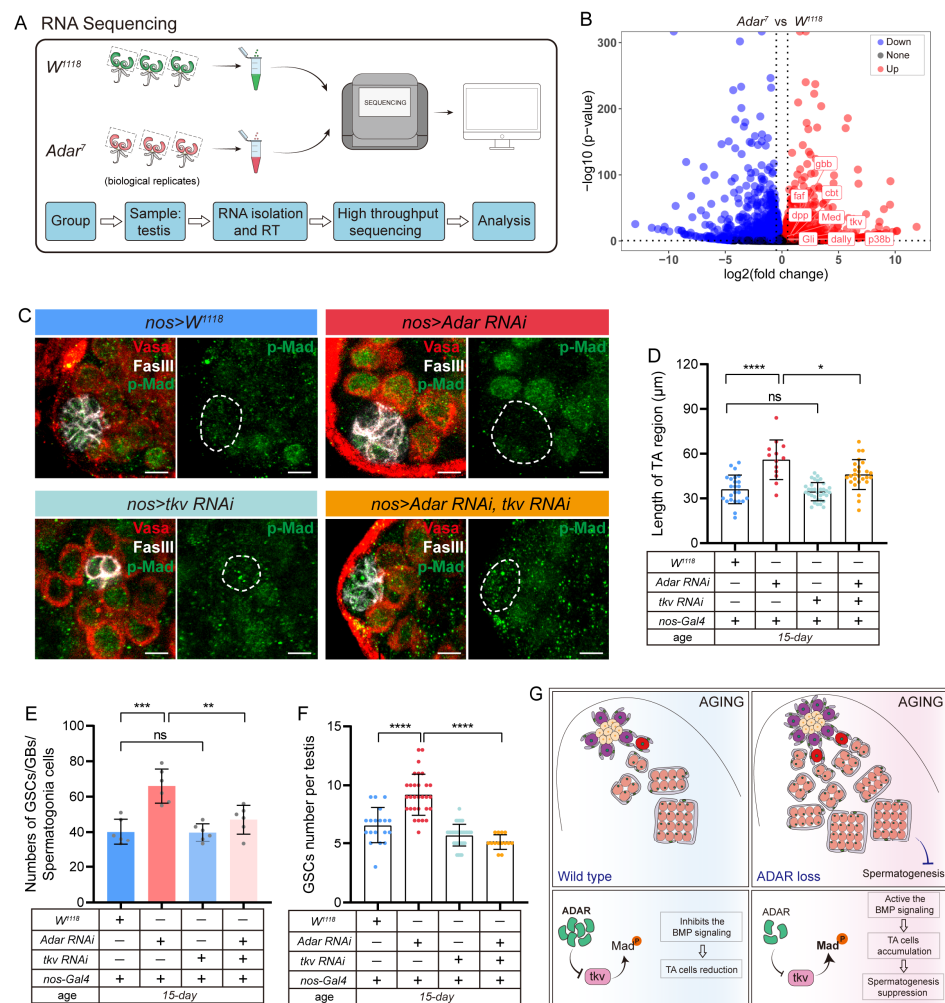 A RNA Sequencing
W1118
Adar7
(biological replicates)
SEQUENCING
Group
Sample:
testis
RNA isolation
and RT
High throughput
sequencing
Analysis
B
Adar7 vs W1118
300
200
100
0
−log10 (p−value)
−10 −5 0 5 10
log2(fold change)
Down
None
Up
gbb
faf
cbt
dpp
Med
tkv
Gli
dally
p38b
C
nos>W1118
nos>Adar RNAi
Vasa
FasIII
p-Mad
p-Mad
Vasa
FasIII
p-Mad
p-Mad
nos>tkv RNAi
nos>Adar RNAi, tkv RNAi
Vasa
FasIII
p-Mad
p-Mad
Vasa
FasIII
p-Mad
p-Mad
D
Length of TA region (µm)
120
90
60
30
0
**** *
ns
W1118 + − − −
Adar RNAi − + − +
tkv RNAi − − + +
nos-Gal4 + + + +
age 15-day
E
Numbers of GSCs/GBs/
Spermatogonia cells
100
80
60
40
20
0
*** **
ns
W1118 + − − −
Adar RNAi − + − +
tkv RNAi − − + +
nos-Gal4 + + + +
age 15-day
F
GSCs number per testis
15
10
5
0
**** ****
W1118 + − − −
Adar RNAi − + − +
tkv RNAi − − + +
nos-Gal4 + + + +
age 15-day
G
AGING
Wild type
AGING
ADAR loss
Spermatogenesis
ADAR
tkv
Mad
P
Inhibits the
BMP signaling
TA cells reduction
ADAR
tkv
Mad
P
Active the
BMP signaling
TA cells
accumulation
Spermatogenesis
suppression